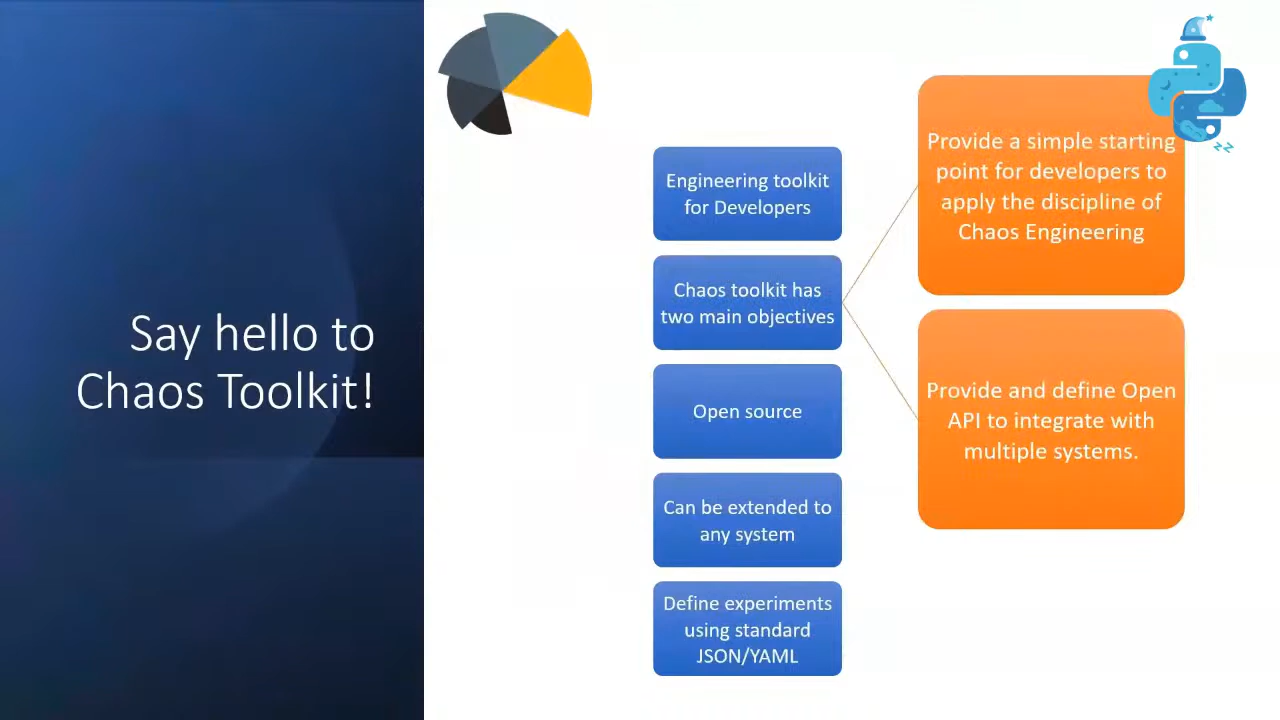 Say hello to
Chaos Toolkit!
Engineering toolkit
for Developers
Chaos toolkit has
two main objectives
Open source
Can be extended to
any system
Define experiments
using standard
JSON/YAML
Provide a simple starting
point for developers to
apply the discipline of
Chaos Engineering
Provide and define Open
API to integrate with
multiple systems.
z z